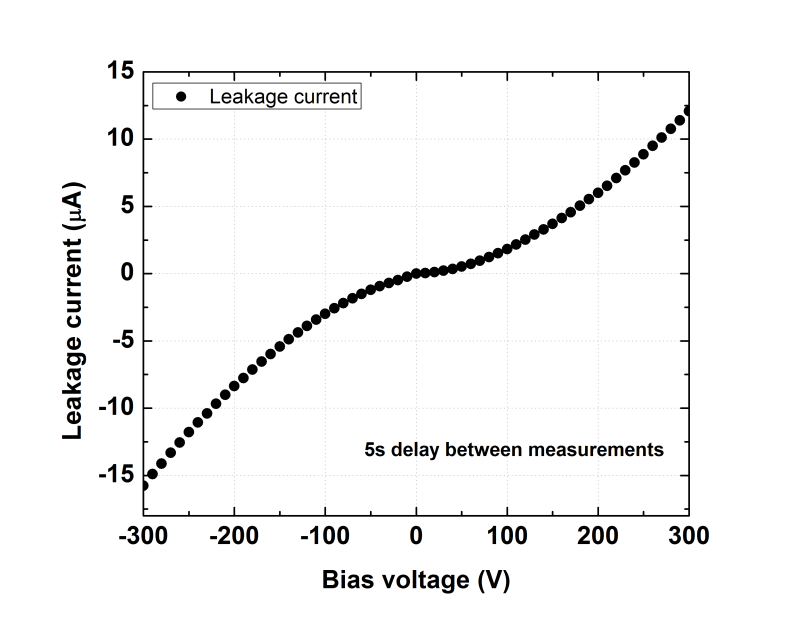 15
Leakage current
10
5
0
-5
-10
-15
Leakage current (μA)
5s delay between measurements
-300 -200 -100 0 100 200 300
Bias voltage (V)